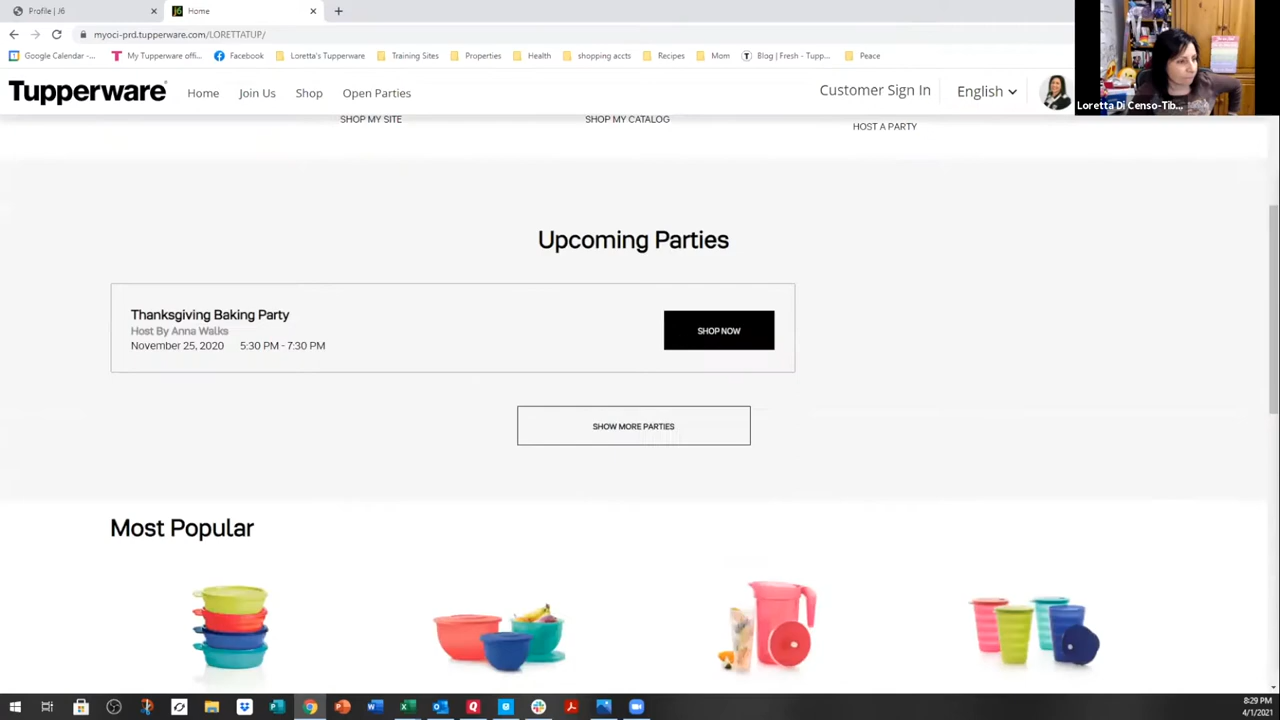 Profile | J6
Home
myoci-prd.tupperware.com/LORETTATUP/
Google Calendar -... My Tupperware offi... Facebook Loretta's Tupperware Training Sites Properties Health shopping accts Recipes Mom Blog | Fresh - Tupp... Peace
Tupperware Home Join Us Shop Open Parties Customer Sign In English
Loretta Di Censo-Tib...
SHOP MY SITE SHOP MY CATALOG HOST A PARTY
Upcoming Parties
Thanksgiving Baking Party
Host By Anna Walks
November 25, 2020 5:30 PM - 7:30 PM
SHOP NOW
SHOW MORE PARTIES
Most Popular
8:29 PM
4/1/2021